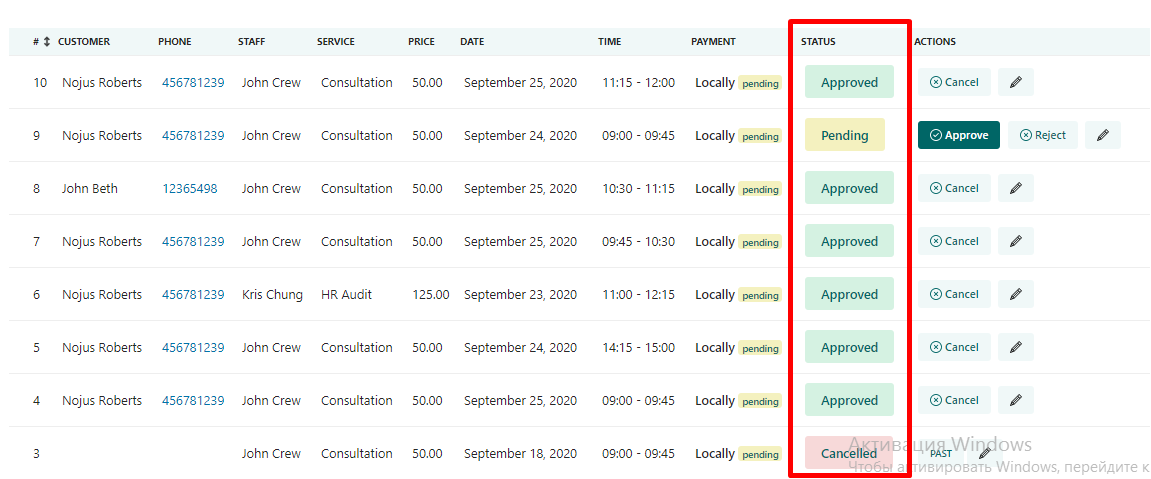 # CUSTOMER PHONE STAFF SERVICE PRICE DATE TIME PAYMENT STATUS ACTIONS
10 Nojus Roberts 456781239 John Crew Consultation 50.00 September 25, 2020 11:15 - 12:00 Locally pending Approved Cancel
9 Nojus Roberts 456781239 John Crew Consultation 50.00 September 24, 2020 09:00 - 09:45 Locally pending Pending Approve Reject
8 John Beth 12365498 John Crew Consultation 50.00 September 25, 2020 10:30 - 11:15 Locally pending Approved Cancel
7 Nojus Roberts 456781239 John Crew Consultation 50.00 September 25, 2020 09:45 - 10:30 Locally pending Approved Cancel
6 Nojus Roberts 456781239 Kris Chung HR Audit 125.00 September 23, 2020 11:00 - 12:15 Locally pending Approved Cancel
5 Nojus Roberts 456781239 John Crew Consultation 50.00 September 24, 2020 14:15 - 15:00 Locally pending Approved Cancel
4 Nojus Roberts 456781239 John Crew Consultation 50.00 September 25, 2020 09:00 - 09:45 Locally pending Approved Cancel
3 John Crew Consultation 50.00 September 18, 2020 09:00 - 09:45 Locally pending Cancelled PAST
Активация Windows
Чтобы активировать Windows, перейдите к